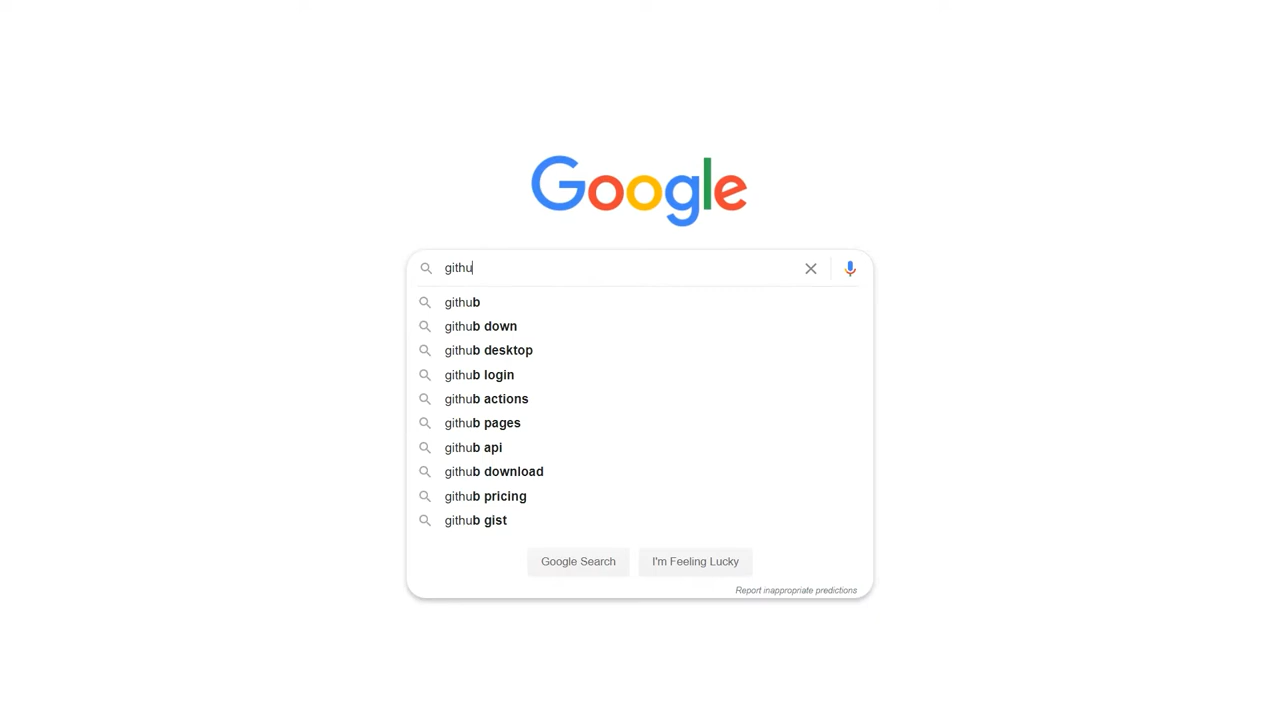 Google
githu
github
github down
github desktop
github login
github actions
github pages
github api
github download
github pricing
github gist
Google Search I'm Feeling Lucky
Report inappropriate predictions